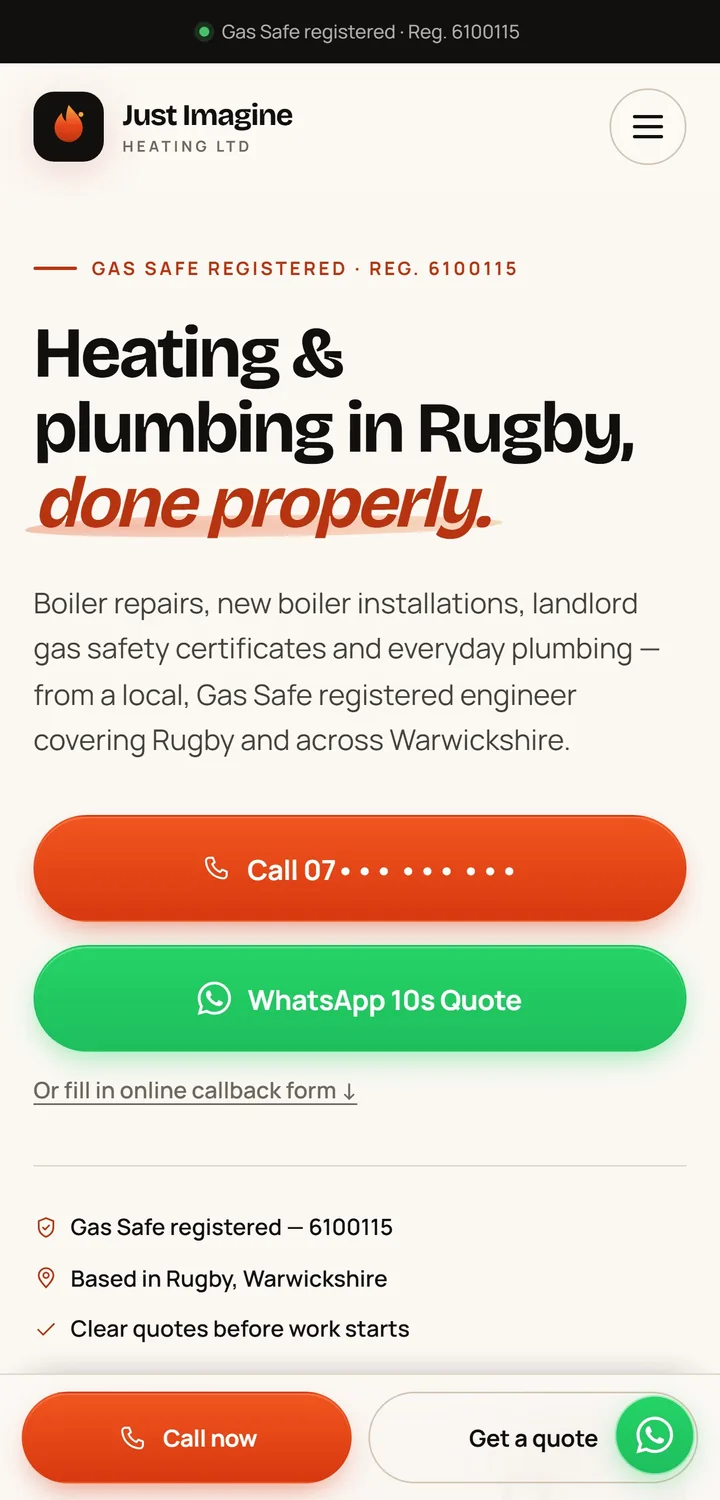 Gas Safe registered · Reg. 6100115
Just Imagine
HEATING LTD
GAS SAFE REGISTERED · REG. 6100115
Heating &
plumbing in Rugby,
done properly.
Boiler repairs, new boiler installations, landlord
gas safety certificates and everyday plumbing —
from a local, Gas Safe registered engineer
covering Rugby and across Warwickshire.
Call 07••• ••• •••
WhatsApp 10s Quote
Or fill in online callback form ↓
Gas Safe registered — 6100115
Based in Rugby, Warwickshire
Clear quotes before work starts
Call now
Get a quote